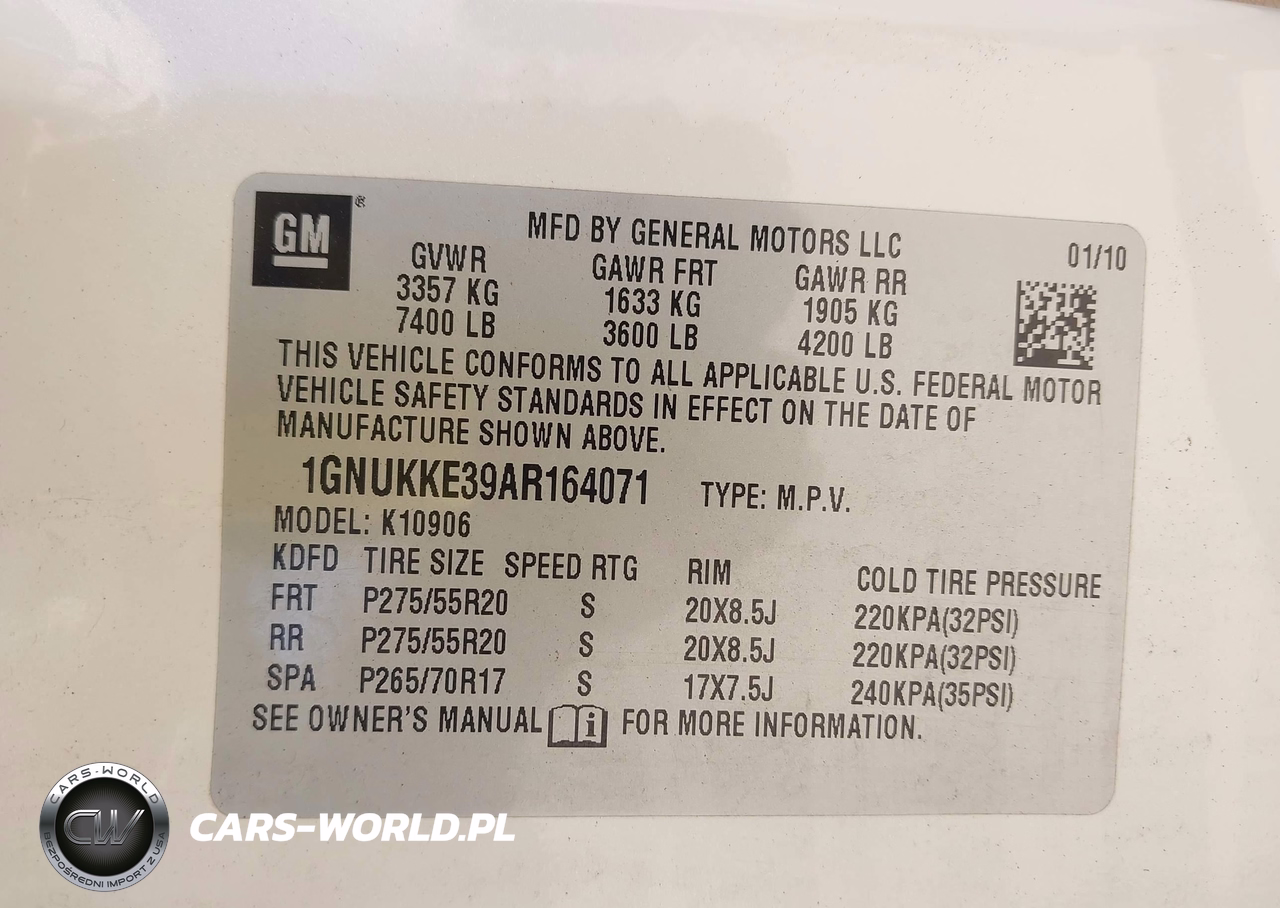 GM®
MFD BY GENERAL MOTORS LLC 01/10
GVWR GAWR FRT GAWR RR
3357 KG 1633 KG 1905 KG
7400 LB 3600 LB 4200 LB
THIS VEHICLE CONFORMS TO ALL APPLICABLE U.S. FEDERAL MOTOR
VEHICLE SAFETY STANDARDS IN EFFECT ON THE DATE OF
MANUFACTURE SHOWN ABOVE.
1GNUKKE39AR164071 TYPE: M.P.V.
MODEL: K10906
KDFD TIRE SIZE SPEED RTG RIM COLD TIRE PRESSURE
FRT P275/55R20 S 20X8.5J 220KPA(32PSI)
RR P275/55R20 S 20X8.5J 220KPA(32PSI)
SPA P265/70R17 S 17X7.5J 240KPA(35PSI)
SEE OWNER'S MANUAL i FOR MORE INFORMATION.
CARS-WORLD
CW
BEZPOŚREDNI IMPORT Z USA
CARS-WORLD.PL